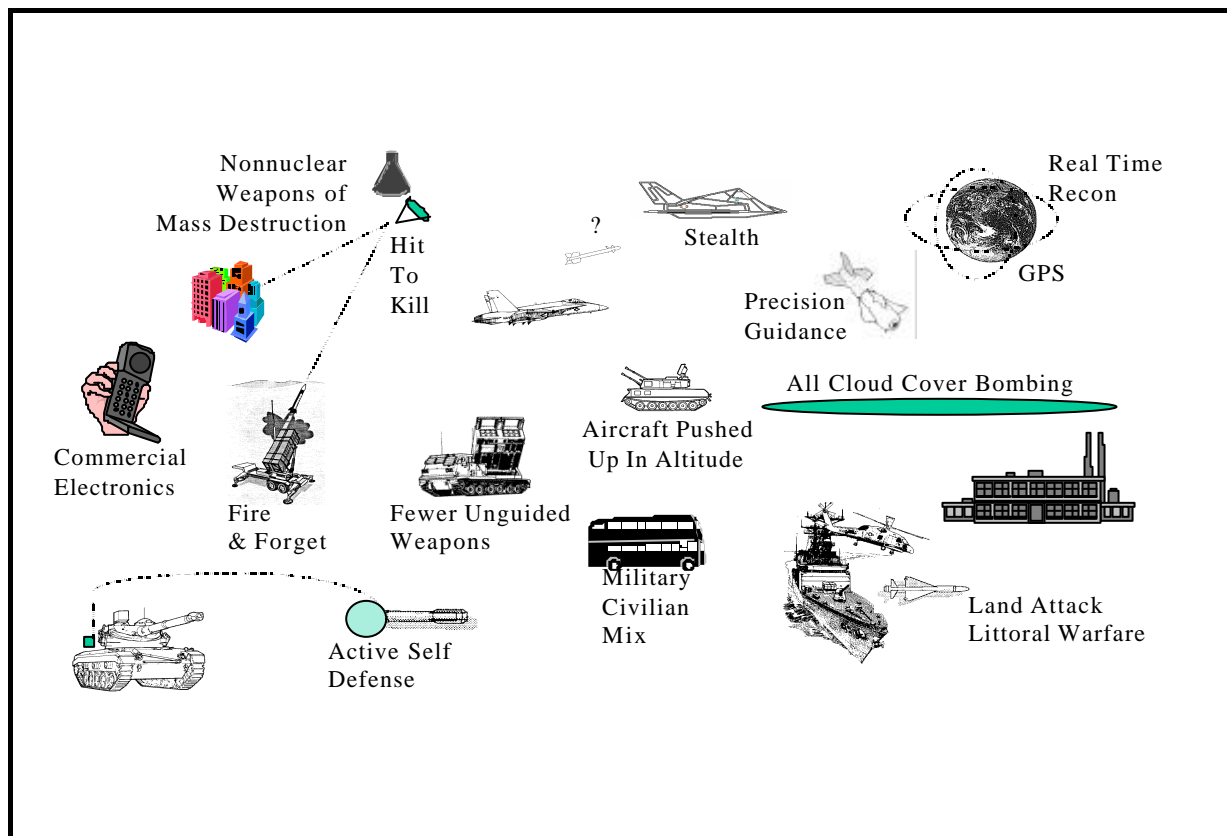 Nonnuclear
Weapons of
Mass Destruction
Hit
To
Kill
?
Stealth
Real Time
Recon
GPS
Precision
Guidance
All Cloud Cover Bombing
Commercial
Electronics
Fire
& Forget
Fewer Unguided
Weapons
Aircraft Pushed
Up In Altitude
Military
Civilian
Mix
Land Attack
Littoral Warfare
Active Self
Defense